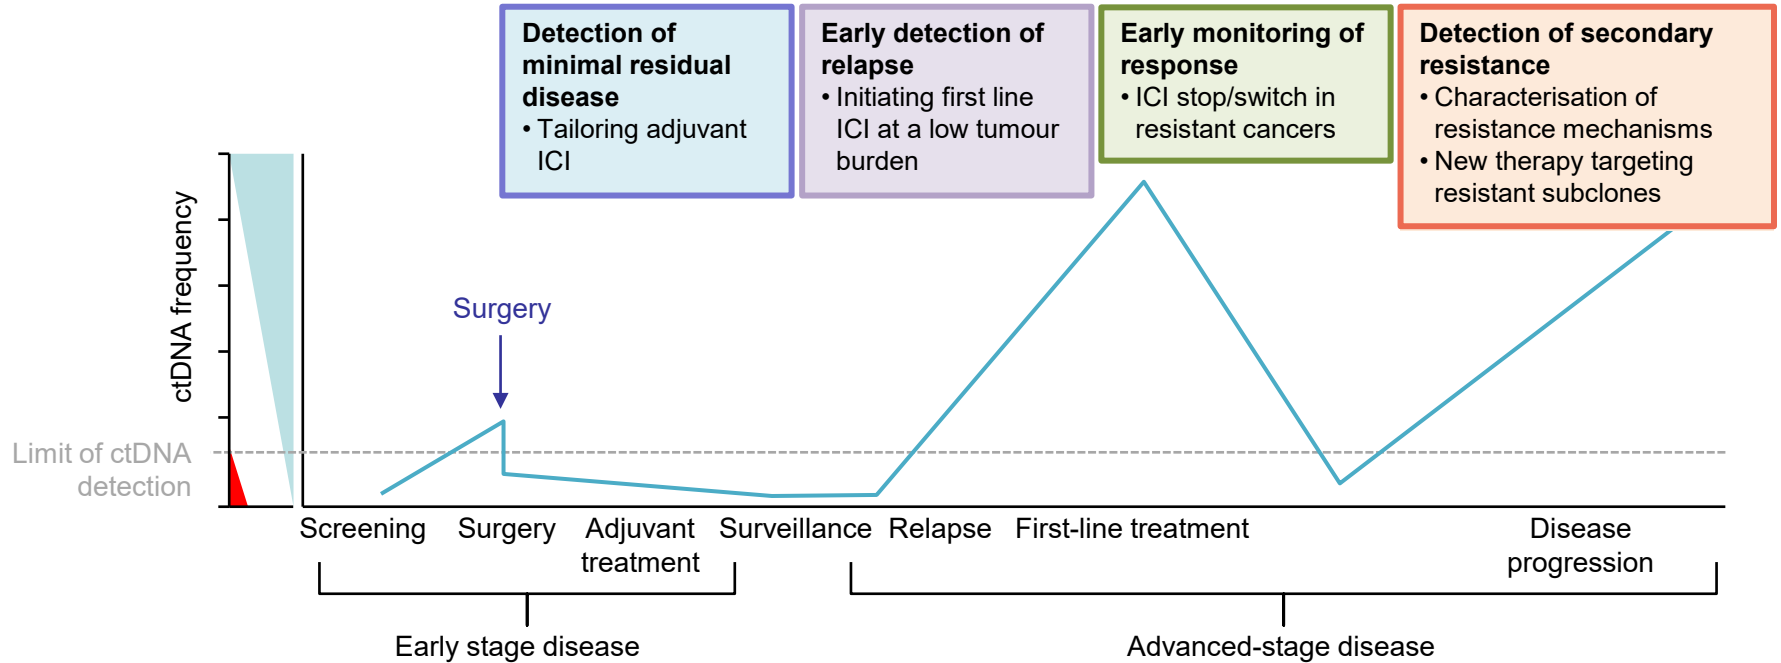 Detection of
minimal residual
disease
• Tailoring adjuvant
ICI
Early detection of
relapse
• Initiating first line
ICI at a low tumour
burden
Early monitoring of
response
• ICI stop/switch in
resistant cancers
Detection of secondary
resistance
• Characterisation of
resistance mechanisms
• New therapy targeting
resistant subclones
ctDNA frequency
Surgery
Limit of ctDNA
detection
Screening
Surgery
Adjuvant
treatment
Surveillance
Relapse
First-line treatment
Disease
progression
Early stage disease
Advanced-stage disease